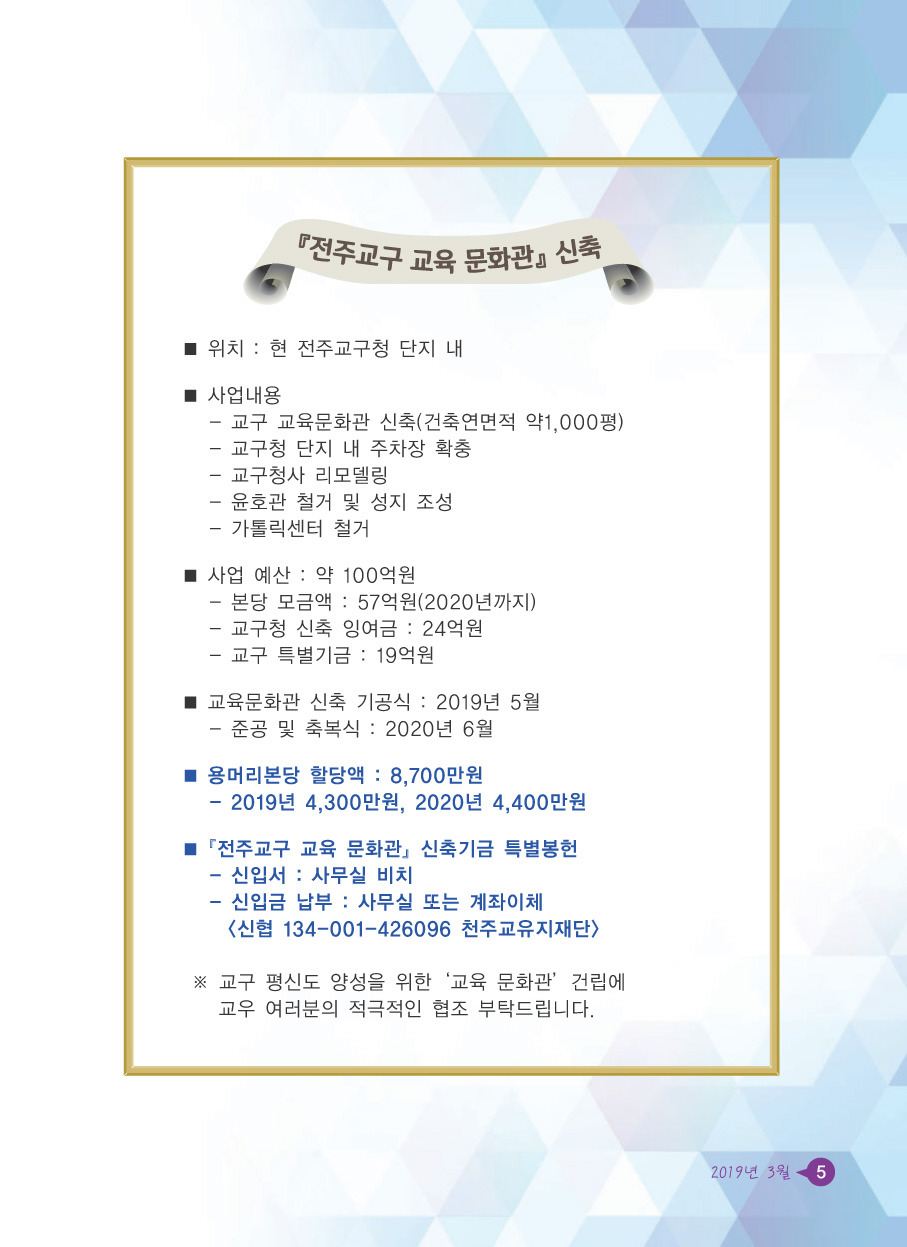 『전주교구 교육 문화관』 신축
■ 위치 : 현 전주교구청 단지 내
■ 사업내용
- 교구 교육문화관 신축(건축연면적 약1,000평)
- 교구청 단지 내 주차장 확충
- 교구청사 리모델링
- 윤호관 철거 및 성지 조성
- 가톨릭센터 철거
■ 사업 예산 : 약 100억원
- 본당 모금액 : 57억원(2020년까지)
- 교구청 신축 잉여금 : 24억원
- 교구 특별기금 : 19억원
■ 교육문화관 신축 기공식 : 2019년 5월
- 준공 및 축복식 : 2020년 6월
■ 용머리본당 할당액 : 8,700만원
- 2019년 4,300만원, 2020년 4,400만원
■ 『전주교구 교육 문화관』 신축기금 특별봉헌
- 신입서 : 사무실 비치
- 신입금 납부 : 사무실 또는 계좌이체
〈신협 134-001-426096 천주교유지재단〉
※ 교구 평신도 양성을 위한 ‘교육 문화관’ 건립에
교우 여러분의 적극적인 협조 부탁드립니다.
2019년 3월 5